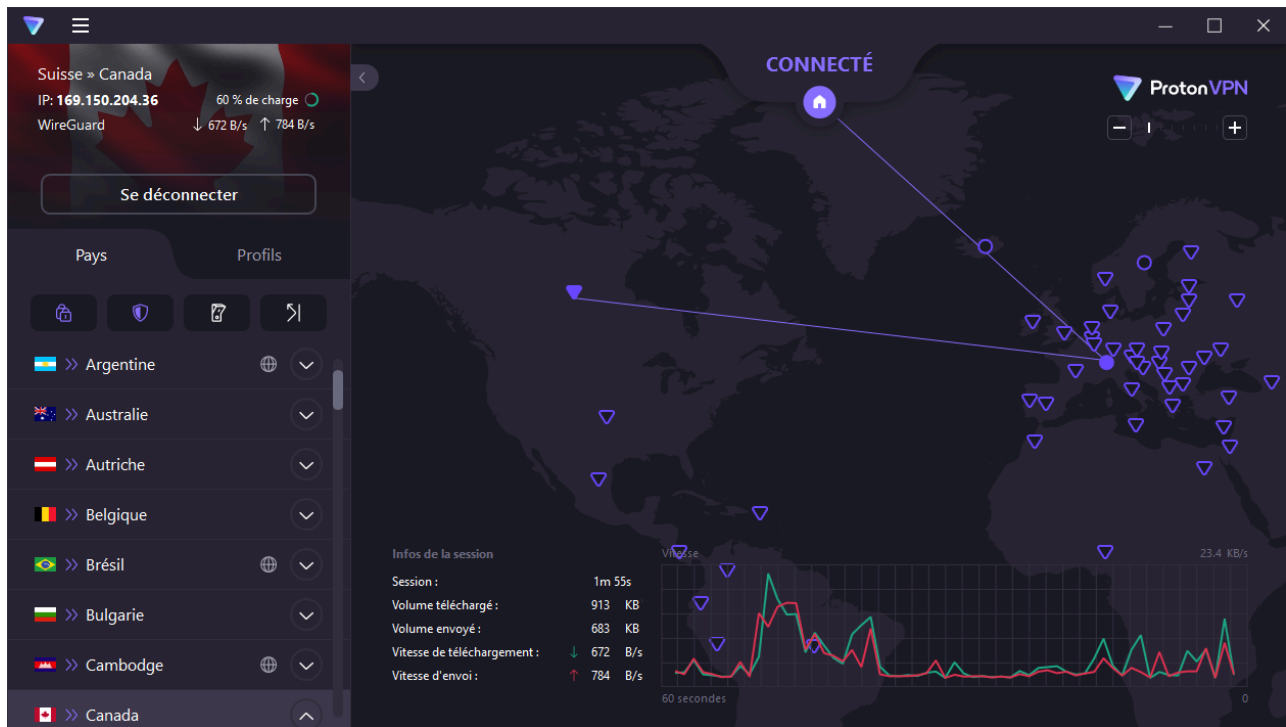 Suisse » Canada
IP: 169.150.204.36
60 % de charge
WireGuard
↓ 672 B/s ↑ 784 B/s
Se déconnecter
Pays
Profils
Argentine
Australie
Autriche
Belgique
Brésil
Bulgarie
Cambodge
Canada
CONNECTÉ
ProtonVPN
Infos de la session
Session : 1m 55s
Volume téléchargé : 913 KB
Volume envoyé : 683 KB
Vitesse de téléchargement : ↓ 672 B/s
Vitesse d'envoi : ↑ 784 B/s
Vitesse
23.4 KB/s
60 secondes
0